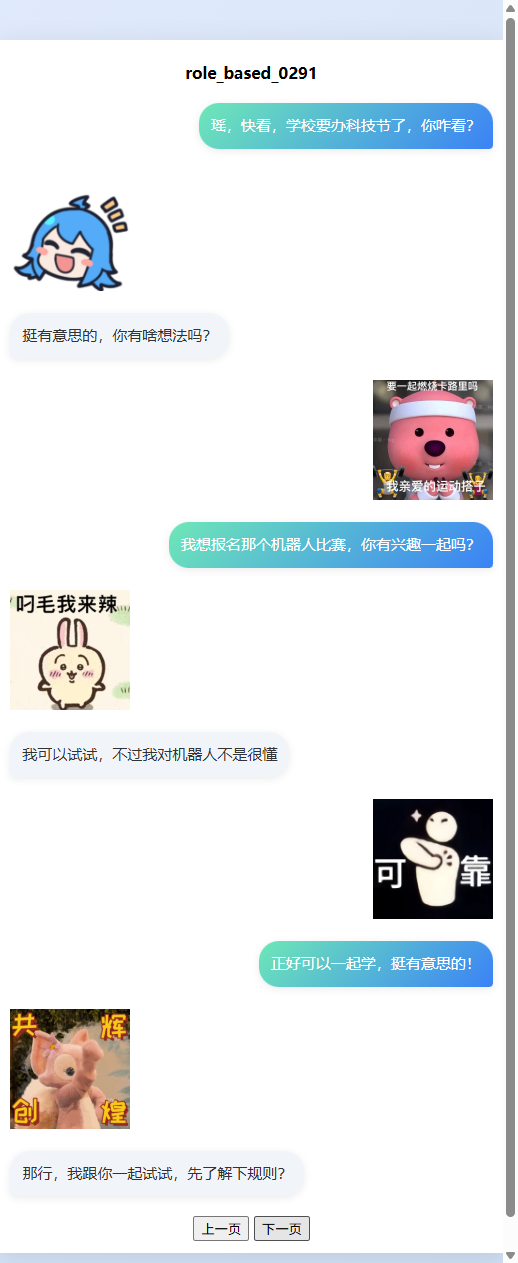 role_based_0291
瑶，快看，学校要办科技节了，你咋看？
挺有意思的，你有啥想法吗？
要一起燃烧卡路里吗
我亲爱的运动搭子
我想报名那个机器人比赛，你有兴趣一起吗？
叼毛我来辣
我可以试试，不过我对机器人不是很懂
可 靠
正好可以一起学，挺有意思的！
共 辉
创 煌
那行，我跟你一起试试，先了解下规则？
上一页 下一页